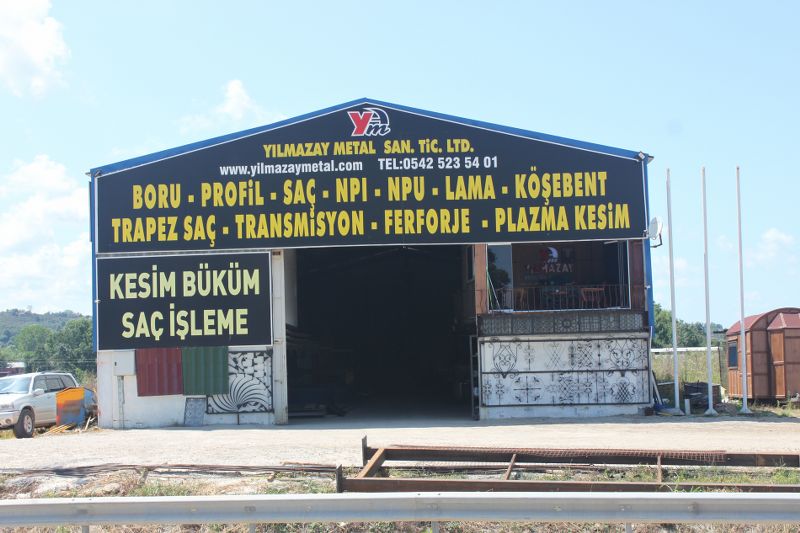 Ym
YILMAZAY METAL SAN. TİC. LTD.
www.yilmazaymetal.com TEL:0542 523 54 01
BORU - PROFİL - SAÇ - NPI - NPU - LAMA - KÖŞEBENT
TRAPEZ SAÇ - TRANSMİSYON - FERFORJE - PLAZMA KESİM
KESİM BÜKÜM
SAÇ İŞLEME
YILMAZAY